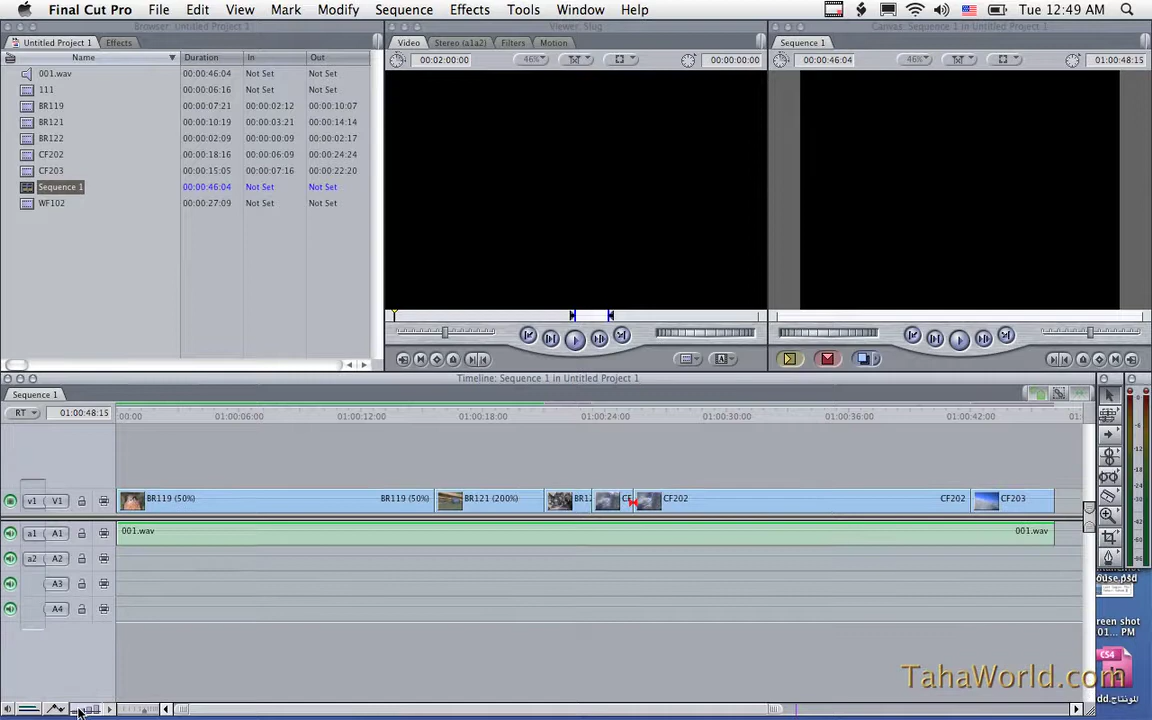 Final Cut Pro File Edit View Mark Modify Sequence Effects Tools Window Help Tue 12:49 AM
Browser: Untitled Project 1 Viewer: Slug Canvas: Sequence 1 in Untitled Project 1
Untitled Project 1 Effects Video Stereo (a1a2) Filters Motion Sequence 1
Name Duration In Out 00:02:00:00 46% 00:00:00:00 00:00:46:04 46% 01:00:48:15
001.wav 00:00:46:04 Not Set Not Set
111 00:00:06:16 Not Set Not Set
BR119 00:00:07:21 00:00:02:12 00:00:10:07
BR121 00:00:10:19 00:00:03:21 00:00:14:14
BR122 00:00:02:09 00:00:00:09 00:00:02:17
CF202 00:00:18:16 00:00:06:09 00:00:24:24
CF203 00:00:15:05 00:00:07:16 00:00:22:20
Sequence 1 00:00:46:04 Not Set Not Set
WF102 00:00:27:09 Not Set Not Set
Timeline: Sequence 1 in Untitled Project 1
Sequence 1
RT 01:00:48:15 :00:00 01:00:06:00 01:00:12:00 01:00:18:00 01:00:24:00 01:00:30:00 01:00:36:00 01:00:42:00 01:
v1 V1 BR119 (50%) BR119 (50%) BR121 (200%) BR12 CF CF202 CF202 CF203
a1 A1 001.wav 001.wav
a2 A2
A3
A4
ouse.psd
reen shot
01... PM
CS4
TahaWorld.com
للمونتاج.dd